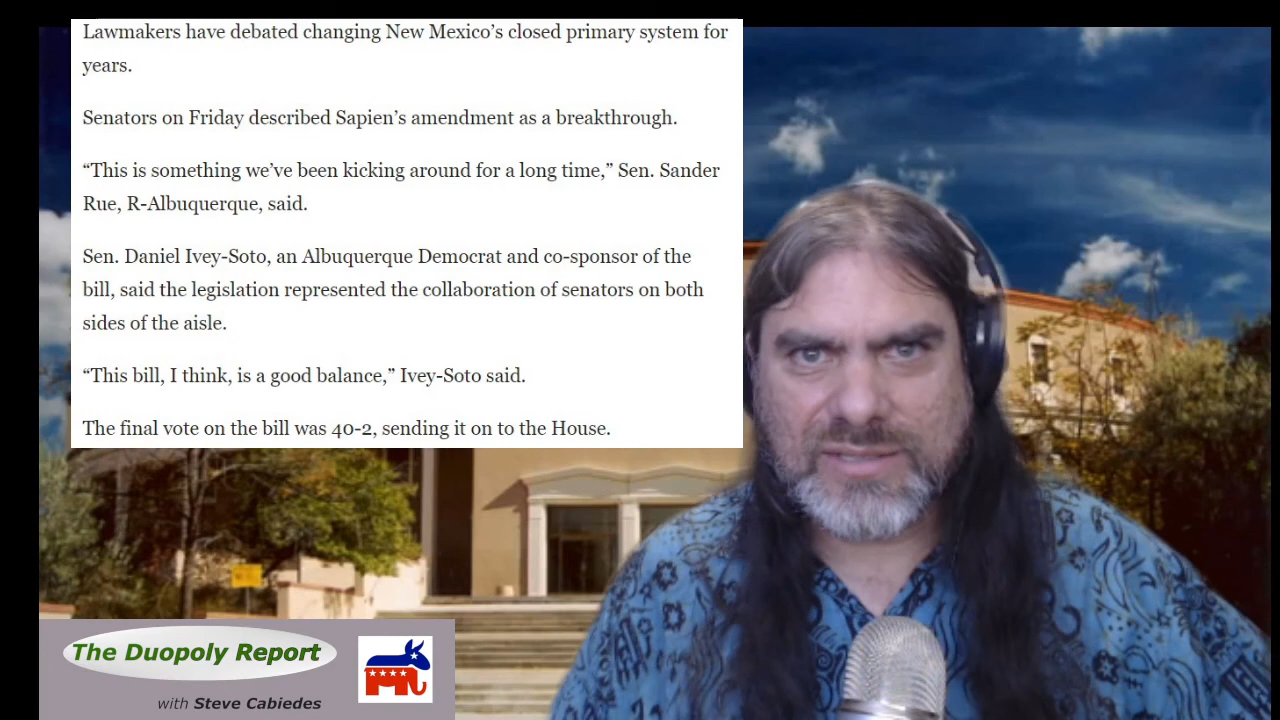 Lawmakers have debated changing New Mexico’s closed primary system for
years.
Senators on Friday described Sapien’s amendment as a breakthrough.
“This is something we’ve been kicking around for a long time,” Sen. Sander
Rue, R-Albuquerque, said.
Sen. Daniel Ivey-Soto, an Albuquerque Democrat and co-sponsor of the
bill, said the legislation represented the collaboration of senators on both
sides of the aisle.
“This bill, I think, is a good balance,” Ivey-Soto said.
The final vote on the bill was 40-2, sending it on to the House.
The Duopoly Report
with Steve Cabiedes